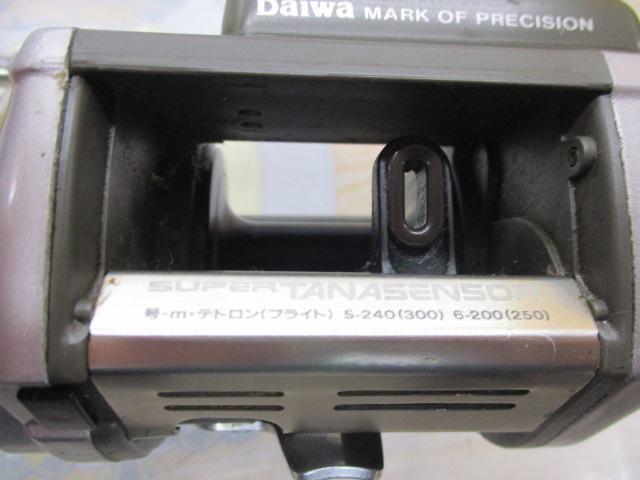 Daiwa MARK OF PRECISION
SUPER TANASENSOR
号-m・テトロン(ブライト) 5-240(300) 6-200(250)